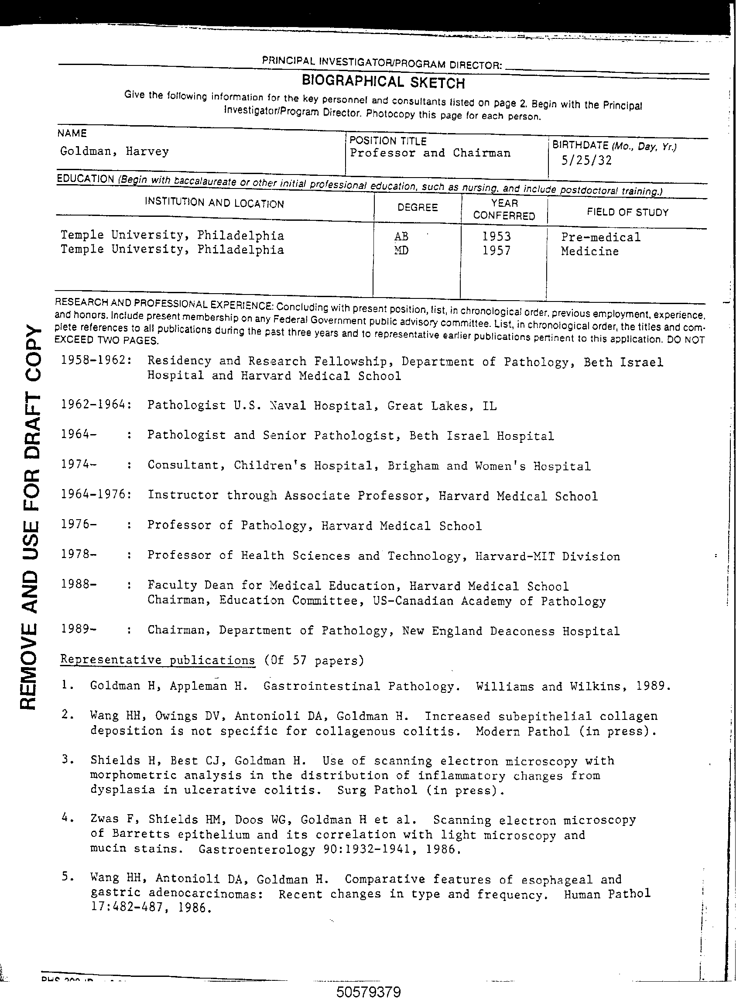 PRINCIPAL INVESTIGATOR/PROGRAM DIRECTOR:
BIOGRAPHICAL SKETCH
Give the following information for the key personnel and consultants listed on page 2. Begin with the Principal
Investigator/Program Director. Photocopy this page for each person.
NAME
Goldman, Harvey
POSITION TITLE
Professor and Chairman
BIRTHDATE (Mo., Day, Yr.)
5/25/32
EDUCATION (Begin with baccalaureate or other initial professional education, such as nursing, and include postdoctoral training.)
INSTITUTION AND LOCATION DEGREE YEAR CONFERRED FIELD OF STUDY
Temple University, Philadelphia AB 1953 Pre-medical
Temple University, Philadelphia MD 1957 Medicine
RESEARCH AND PROFESSIONAL EXPERIENCE: Concluding with present position, list, in chronological order, previous employment, experience,
and honors. Include present membership on any Federal Government public advisory committee. List, in chronological order, the titles and com-
plete references to all publications during the past three years and to representative earlier publications pertinent to this application. DO NOT
EXCEED TWO PAGES.
REMOVE AND USE FOR DRAFT COPY
1958-1962: Residency and Research Fellowship, Department of Pathology, Beth Israel
Hospital and Harvard Medical School
1962-1964: Pathologist U.S. Naval Hospital, Great Lakes, IL
1964- : Pathologist and Senior Pathologist, Beth Israel Hospital
1974- : Consultant, Children's Hospital, Brigham and Women's Hospital
1964-1976: Instructor through Associate Professor, Harvard Medical School
1976- : Professor of Pathology, Harvard Medical School
1978- : Professor of Health Sciences and Technology, Harvard-MIT Division
1988- : Faculty Dean for Medical Education, Harvard Medical School
Chairman, Education Committee, US-Canadian Academy of Pathology
1989- : Chairman, Department of Pathology, New England Deaconess Hospital
Representative publications (Of 57 papers)
1. Goldman H, Appleman H. Gastrointestinal Pathology. Williams and Wilkins, 1989.
2. Wang HH, Owings DV, Antonioli DA, Goldman H. Increased subepithelial collagen
deposition is not specific for collagenous colitis. Modern Pathol (in press).
3. Shields H, Best CJ, Goldman H. Use of scanning electron microscopy with
morphometric analysis in the distribution of inflammatory changes from
dysplasia in ulcerative colitis. Surg Pathol (in press).
4. Zwas F, Shields HM, Doos WG, Goldman H et al. Scanning electron microscopy
of Barretts epithelium and its correlation with light microscopy and
mucin stains. Gastroenterology 90:1932-1941, 1986.
5. Wang HH, Antonioli DA, Goldman H. Comparative features of esophageal and
gastric adenocarcinomas: Recent changes in type and frequency. Human Pathol
17:482-487, 1986.
50579379